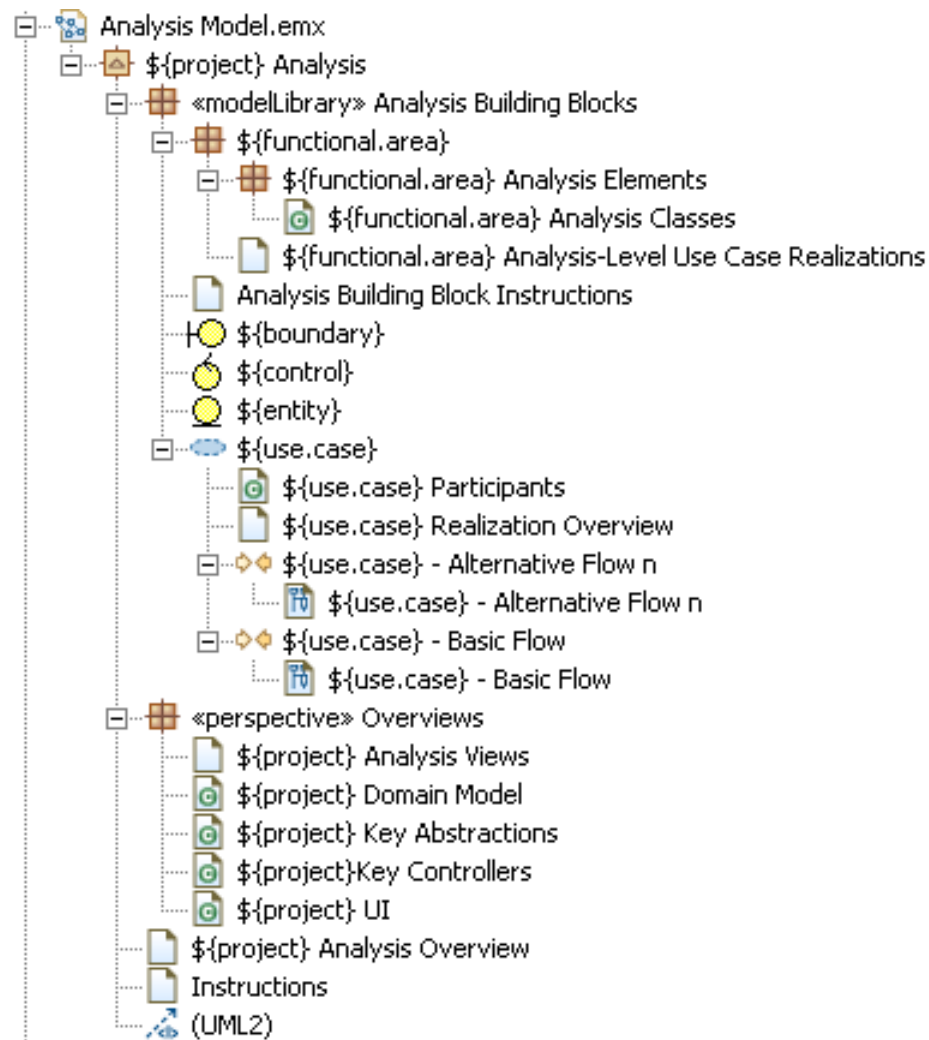 Analysis Model.emx
${project} Analysis
«modelLibrary» Analysis Building Blocks
${functional.area}
${functional.area} Analysis Elements
${functional.area} Analysis Classes
${functional.area} Analysis-Level Use Case Realizations
Analysis Building Block Instructions
${boundary}
${control}
${entity}
${use.case}
${use.case} Participants
${use.case} Realization Overview
${use.case} - Alternative Flow n
${use.case} - Alternative Flow n
${use.case} - Basic Flow
${use.case} - Basic Flow
«perspective» Overviews
${project} Analysis Views
${project} Domain Model
${project} Key Abstractions
${project}Key Controllers
${project} UI
${project} Analysis Overview
Instructions
(UML2)